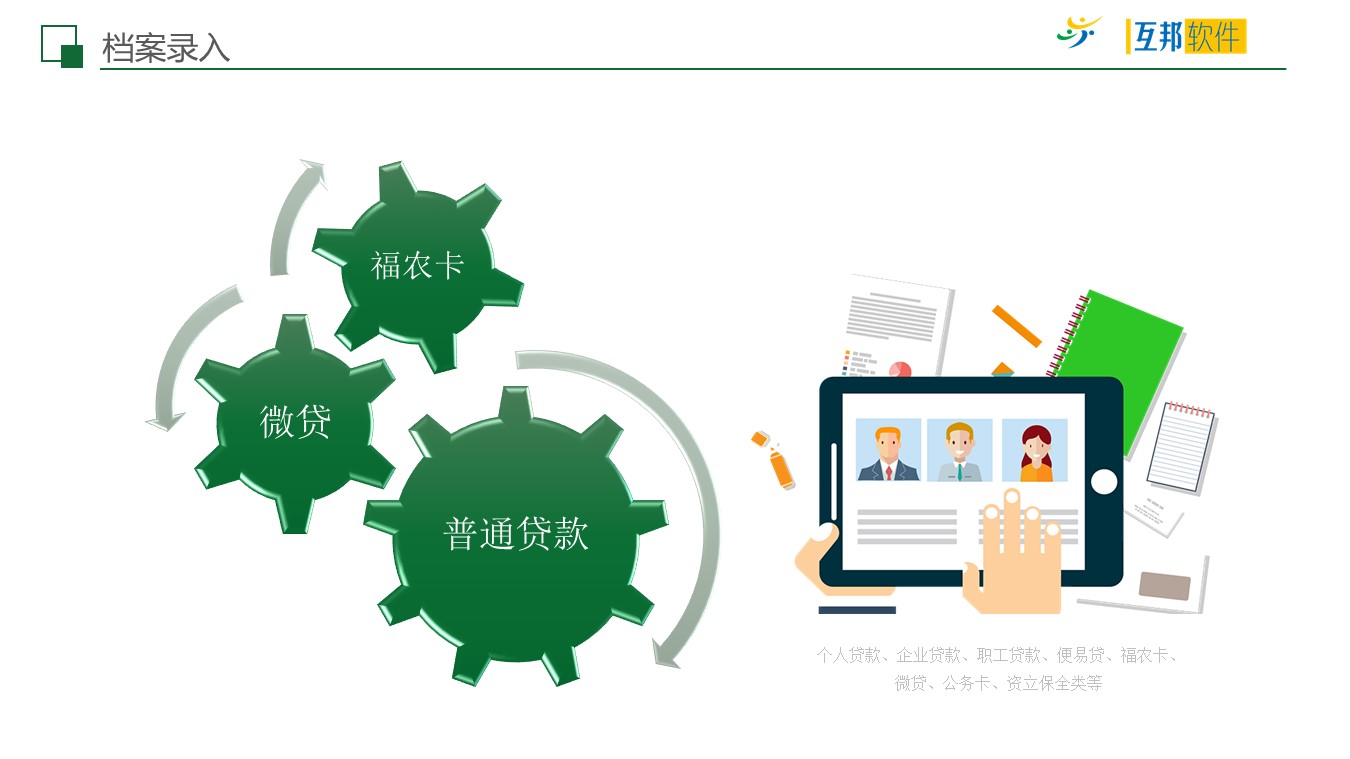 档案录入
互邦软件
福农卡
微贷
普通贷款
个人贷款、企业贷款、职工贷款、便易贷、福农卡、
微贷、公务卡、资立保全类等